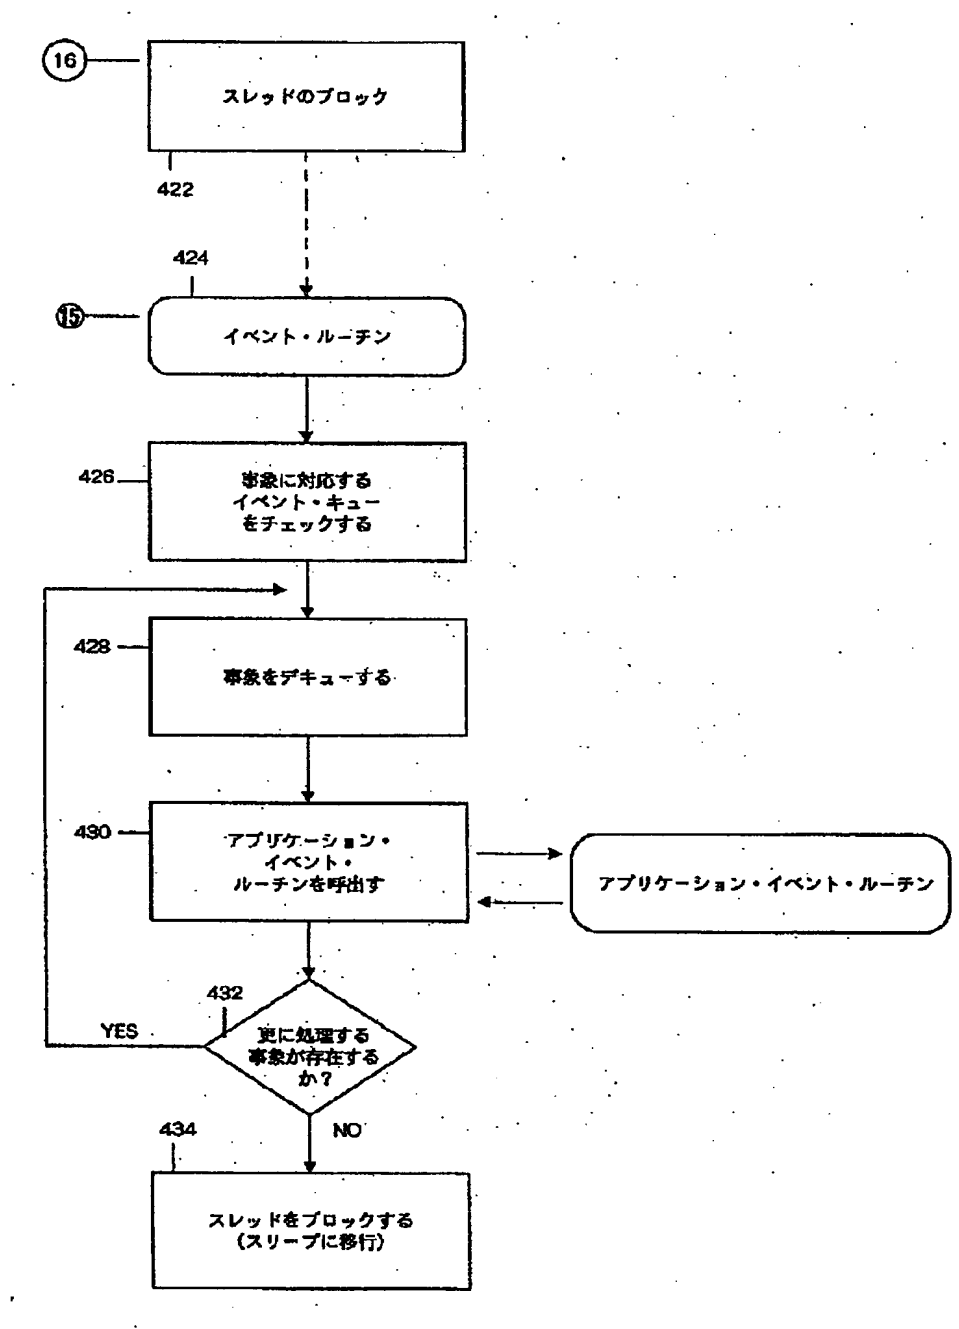 16
スレッドのブロック
422
424
15
イベント・ルーチン
426
事象に対応する
イベント・キュー
をチェックする
428
事象をデキューする
430
アプリケーション・
イベント・
ルーチンを呼出す
アプリケーション・イベント・ルーチン
432
YES
更に処理する
事象が存在する
か?
NO
434
スレッドをブロックする
(スリープに移行)